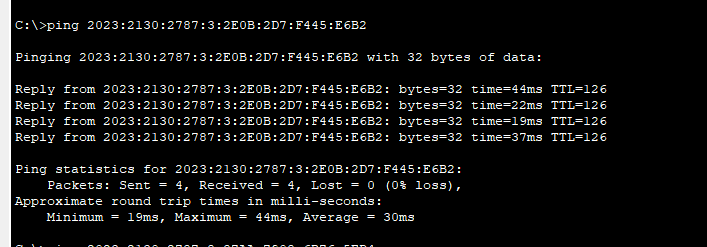 C:\>ping 2023:2130:2787:3:2E0B:2D7:F445:E6B2
Pinging 2023:2130:2787:3:2E0B:2D7:F445:E6B2 with 32 bytes of data:
Reply from 2023:2130:2787:3:2E0B:2D7:F445:E6B2: bytes=32 time=44ms TTL=126
Reply from 2023:2130:2787:3:2E0B:2D7:F445:E6B2: bytes=32 time=22ms TTL=126
Reply from 2023:2130:2787:3:2E0B:2D7:F445:E6B2: bytes=32 time=19ms TTL=126
Reply from 2023:2130:2787:3:2E0B:2D7:F445:E6B2: bytes=32 time=37ms TTL=126
Ping statistics for 2023:2130:2787:3:2E0B:2D7:F445:E6B2:
Packets: Sent = 4, Received = 4, Lost = 0 (0% loss),
Approximate round trip times in milli-seconds:
Minimum = 19ms, Maximum = 44ms, Average = 30ms